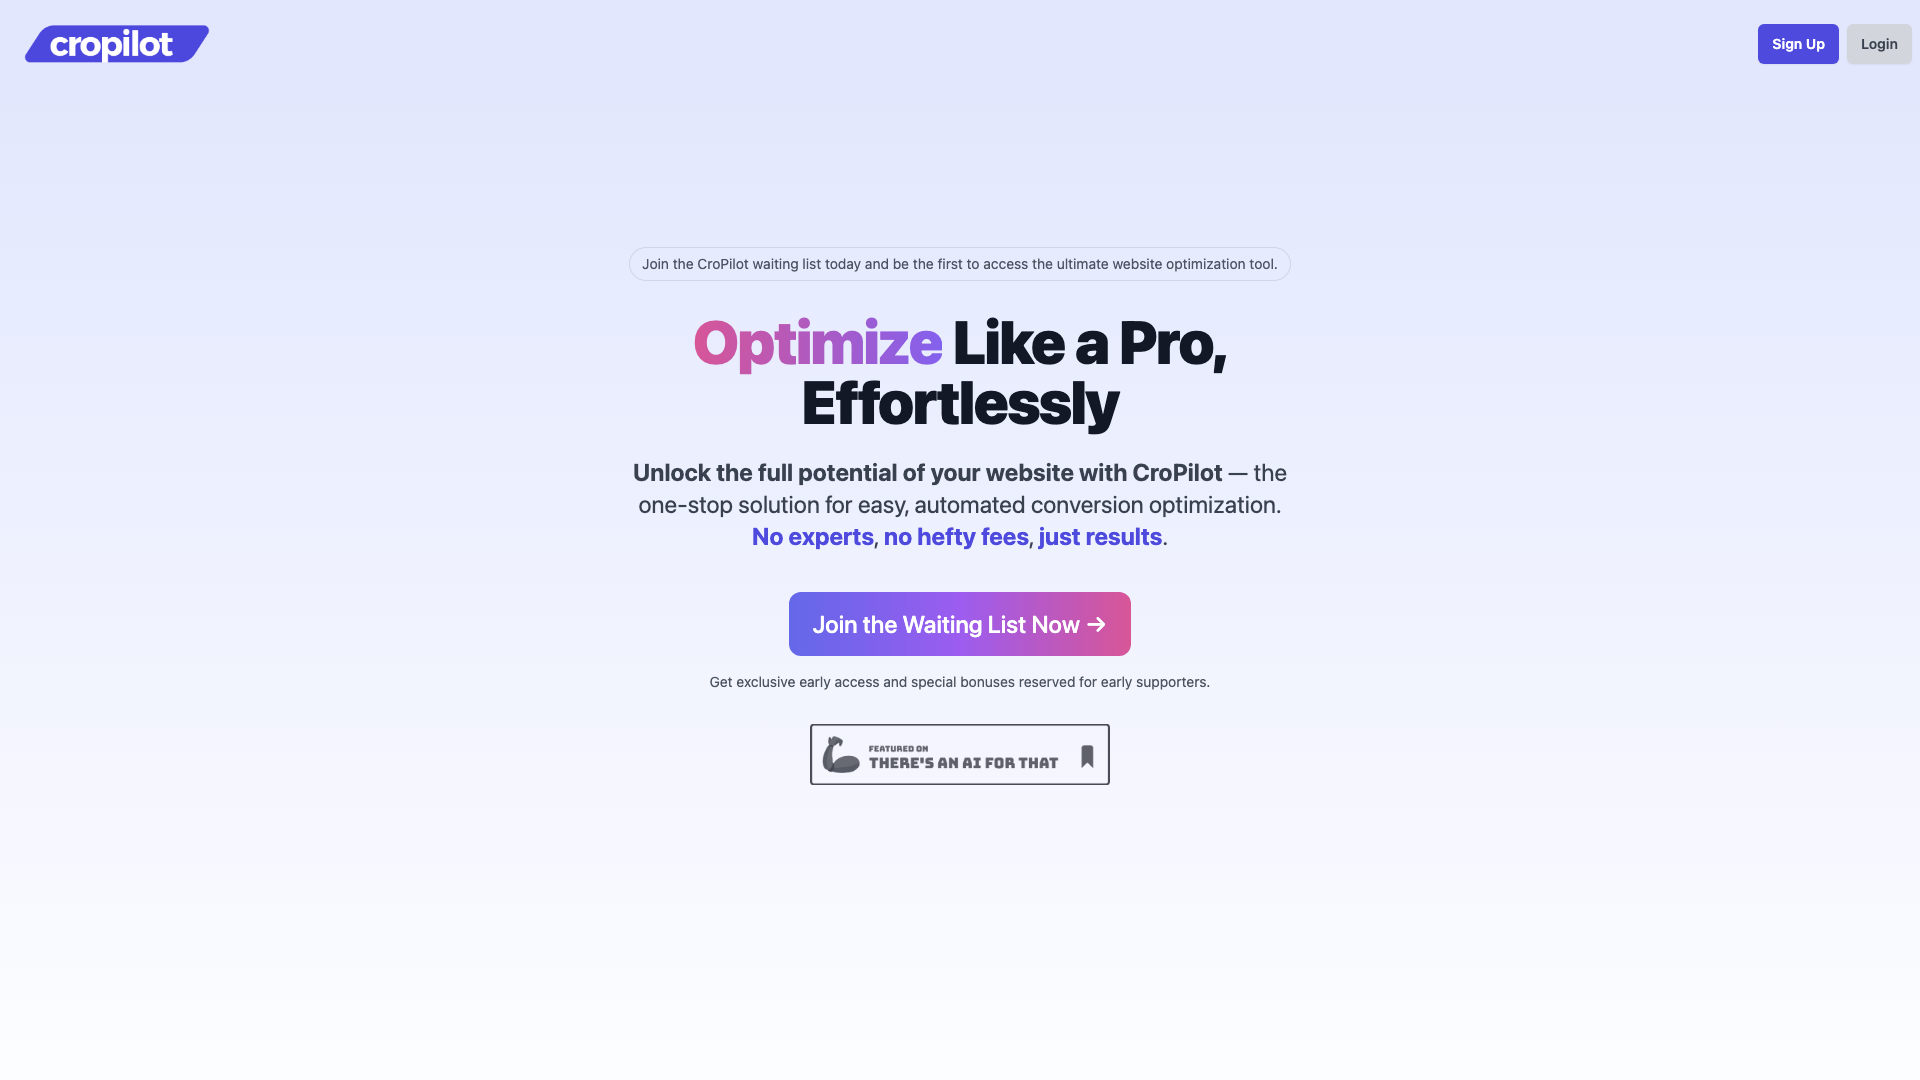 cropilot
Sign Up
Login
Join the CroPilot waiting list today and be the first to access the ultimate website optimization tool.
Optimize Like a Pro,
Effortlessly
Unlock the full potential of your website with CroPilot — the
one-stop solution for easy, automated conversion optimization.
No experts, no hefty fees, just results.
Join the Waiting List Now →
Get exclusive early access and special bonuses reserved for early supporters.
FEATURED ON
THERE'S AN AI FOR THAT